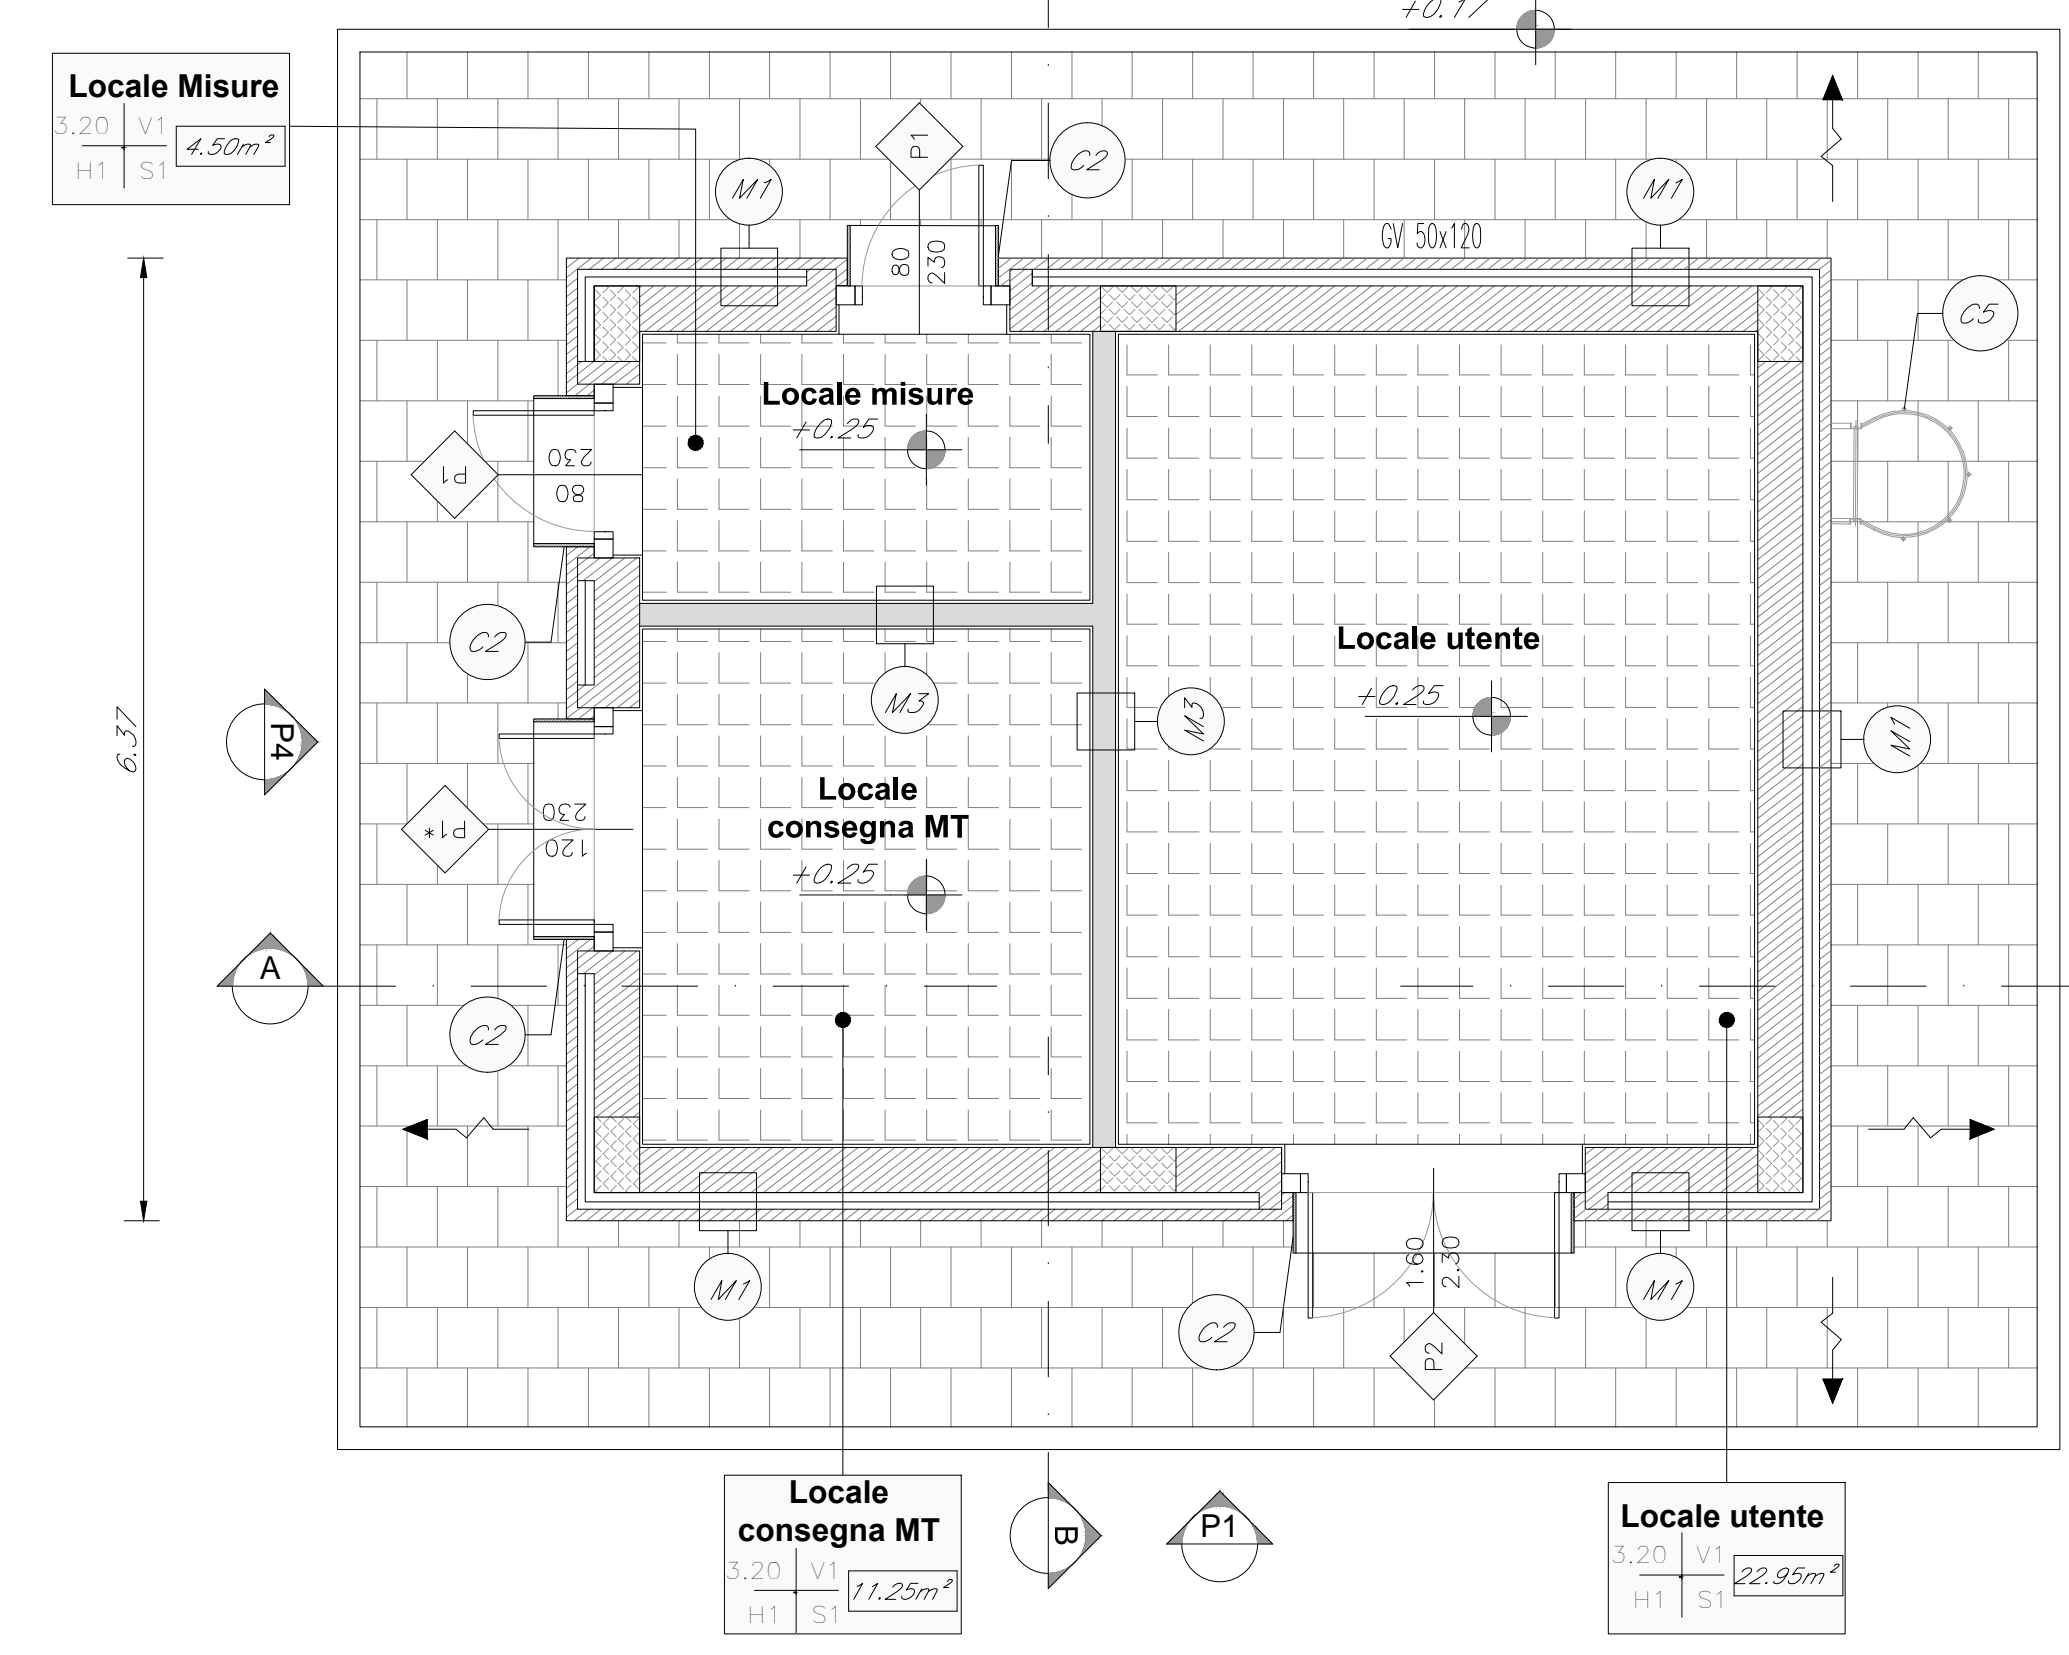 +0.17
Locale Misure
3.20 V1
4.50m²
H1 S1
P1
C2
M1
M1
80
230
GV 50x120
C5
Locale misure
+0.25
P1
230
80
C2
M3
Locale utente
+0.25
M3
M1
6.37
P4
Locale
consegna MT
+0.25
P1*
230
120
A
C2
M1
1.60
2.30
M1
C2
P2
Locale
consegna MT
3.20 V1
11.25m²
H1 S1
B
P1
Locale utente
3.20 V1
22.95m²
H1 S1